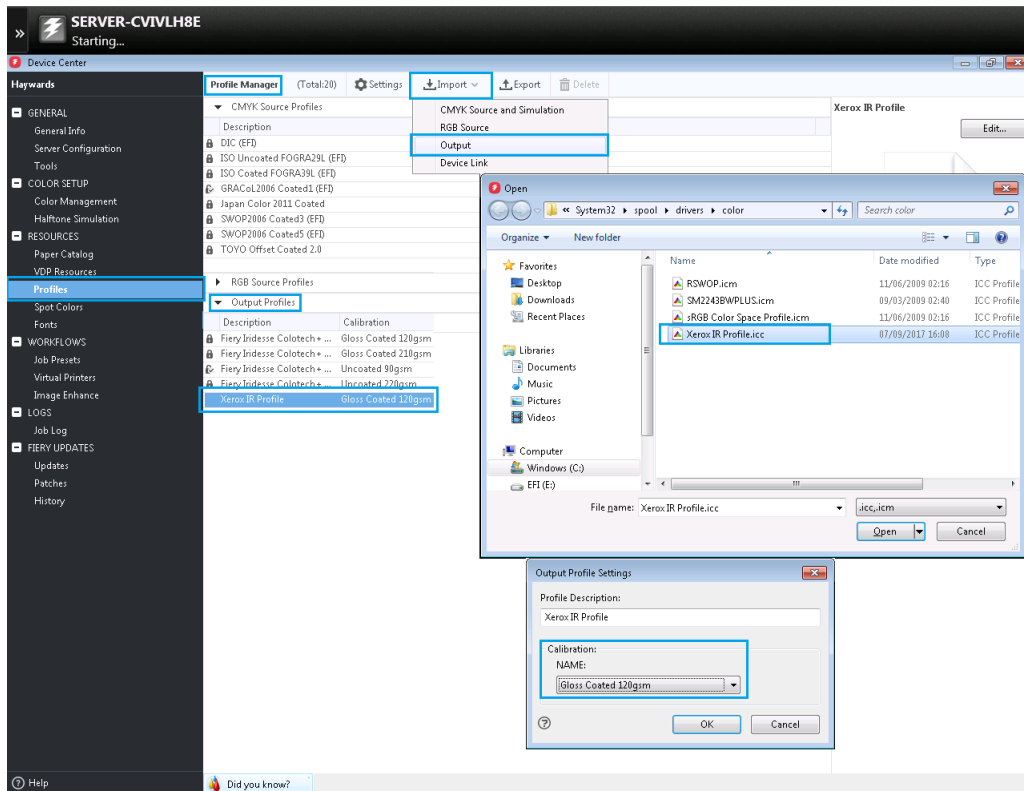 »
SERVER-CVIVLH8E
Starting...
Device Center
Haywards
GENERAL
General Info
Server Configuration
Tools
COLOR SETUP
Color Management
Halftone Simulation
RESOURCES
Paper Catalog
VDP Resources
Profiles
Spot Colors
Fonts
WORKFLOWS
Job Presets
Virtual Printers
Image Enhance
LOGS
Job Log
FIERY UPDATES
Updates
Patches
History
Help
Profile Manager (Total:20) Settings Import Export Delete
CMYK Source Profiles
Description
DIC (EFI)
ISO Uncoated FOGRA29L (EFI)
ISO Coated FOGRA39L (EFI)
GRACoL2006 Coated1 (EFI)
Japan Color 2011 Coated
SWOP2006 Coated3 (EFI)
SWOP2006 Coated5 (EFI)
TOYO Offset Coated 2.0
RGB Source Profiles
Output Profiles
Description Calibration
Fiery Iridesse Colotech+ ... Gloss Coated 120gsm
Fiery Iridesse Colotech+ ... Gloss Coated 210gsm
Fiery Iridesse Colotech+ ... Uncoated 90gsm
Fiery Iridesse Colotech+ ... Uncoated 220gsm
Xerox IR Profile Gloss Coated 120gsm
CMYK Source and Simulation
RGB Source
Output
Device Link
Xerox IR Profile
Edit...
Open
« System32 spool drivers color
Search color
Organize New folder
Favorites
Desktop
Downloads
Recent Places
Libraries
Documents
Music
Pictures
Videos
Computer
Windows (C:)
EFI (E:)
Name Date modified Type
RSWOP.icm 11/06/2009 02:16 ICC Profile
SM2243BWPLUS.icm 09/03/2009 02:40 ICC Profile
sRGB Color Space Profile.icm 11/06/2009 02:16 ICC Profile
Xerox IR Profile.icc 07/09/2017 16:08 ICC Profile
File name: Xerox IR Profile.icc .icc,.icm
Open Cancel
Output Profile Settings
Profile Description:
Xerox IR Profile
Calibration:
NAME:
Gloss Coated 120gsm
OK Cancel
Did you know?